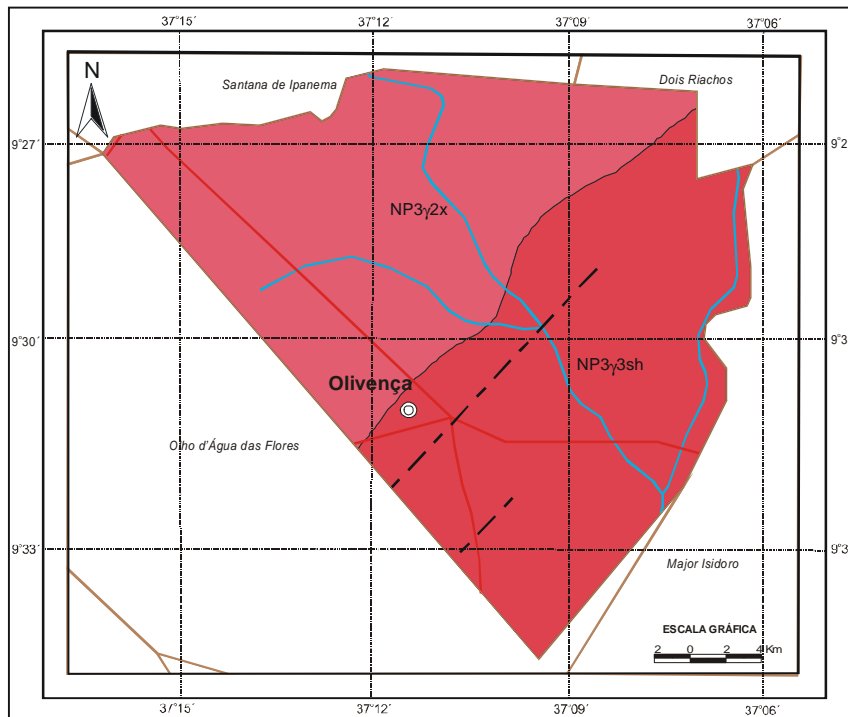 37°15´ 37°12´ 37°09´ 37°06´
N
Santana de Ipanema
Dois Riachos
9°27´
9°2
NP3γ2x
9°30´
9°3
NP3γ3sh
Olivença
Olho d'Água das Flores
9°33´
9°3
Major Isidoro
ESCALA GRÁFICA
2 0 2 4 Km
37°15´ 37°12´ 37°09´ 37°06´